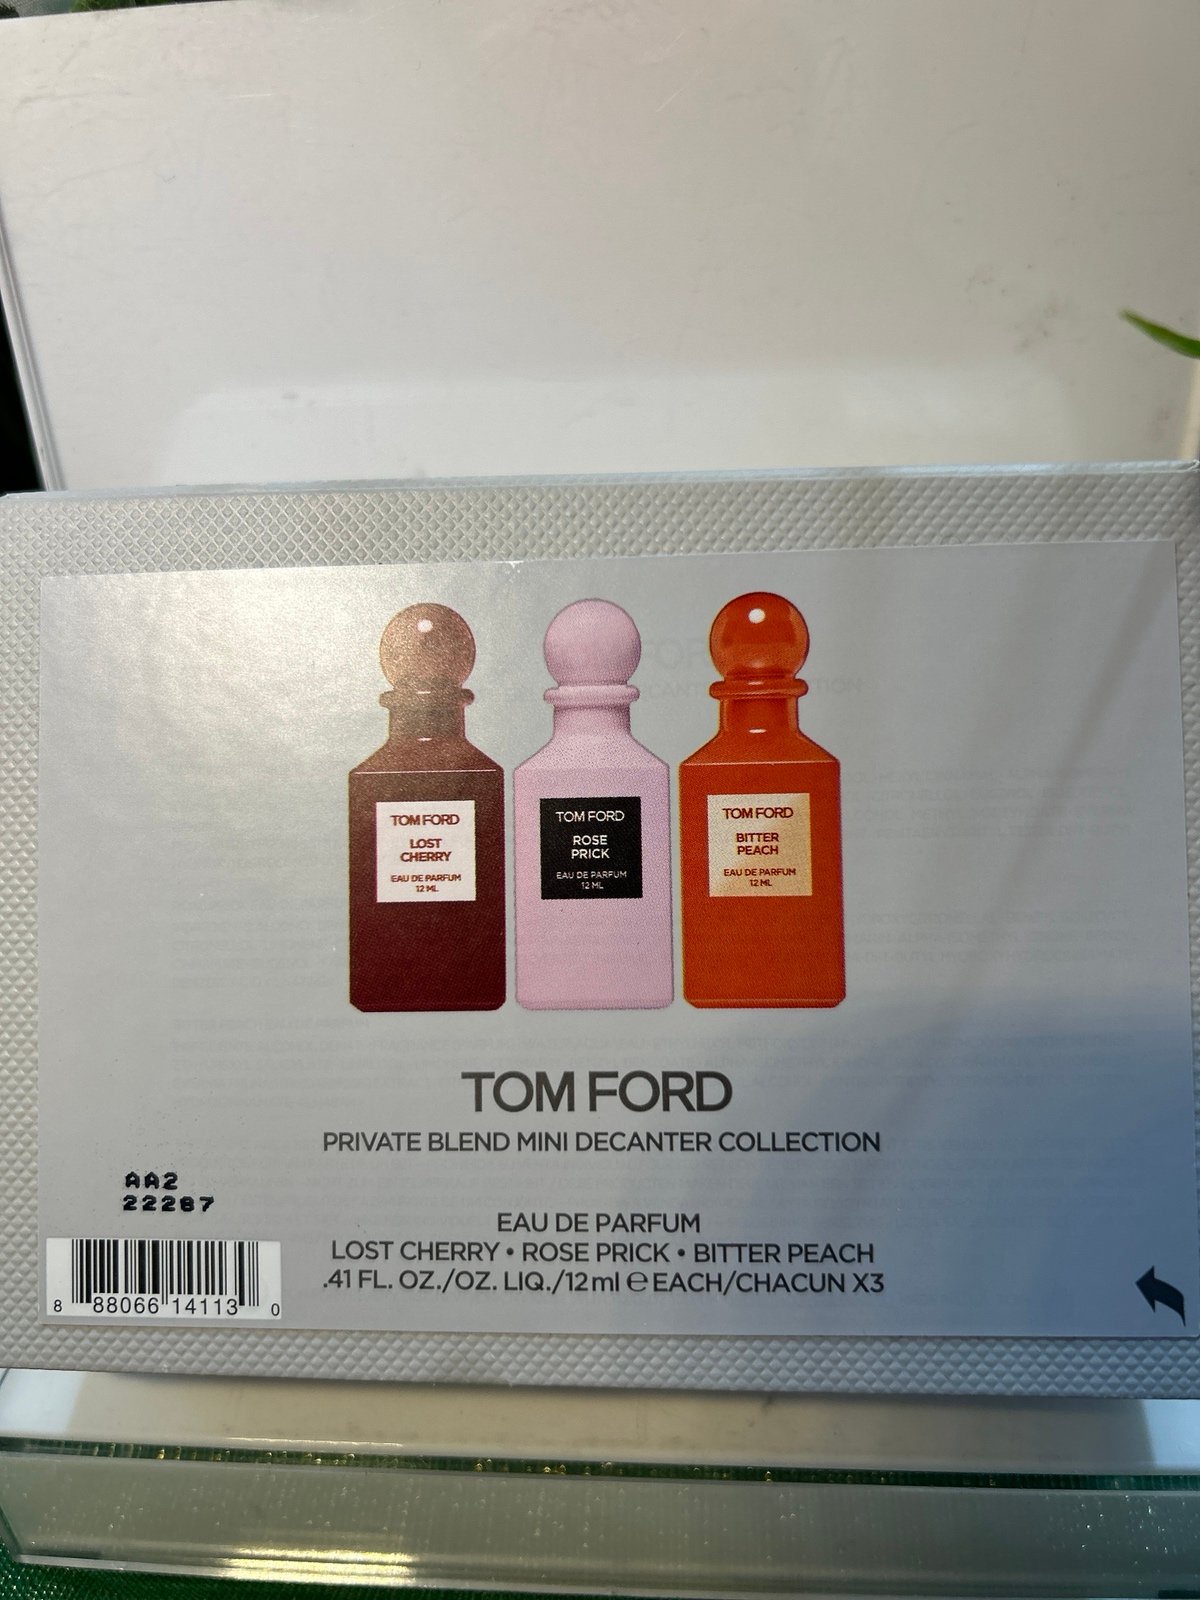 TOM FORD
LOST
CHERRY
EAU DE PARFUM
12 ML
TOM FORD
ROSE
PRICK
EAU DE PARFUM
12 ML
TOM FORD
BITTER
PEACH
EAU DE PARFUM
12 ML
TOM FORD
PRIVATE BLEND MINI DECANTER COLLECTION
AA2
22287
EAU DE PARFUM
LOST CHERRY • ROSE PRICK • BITTER PEACH
.41 FL. OZ./OZ. LIQ./12 ml ℮ EACH/CHACUN X3
8 88066 14113 0